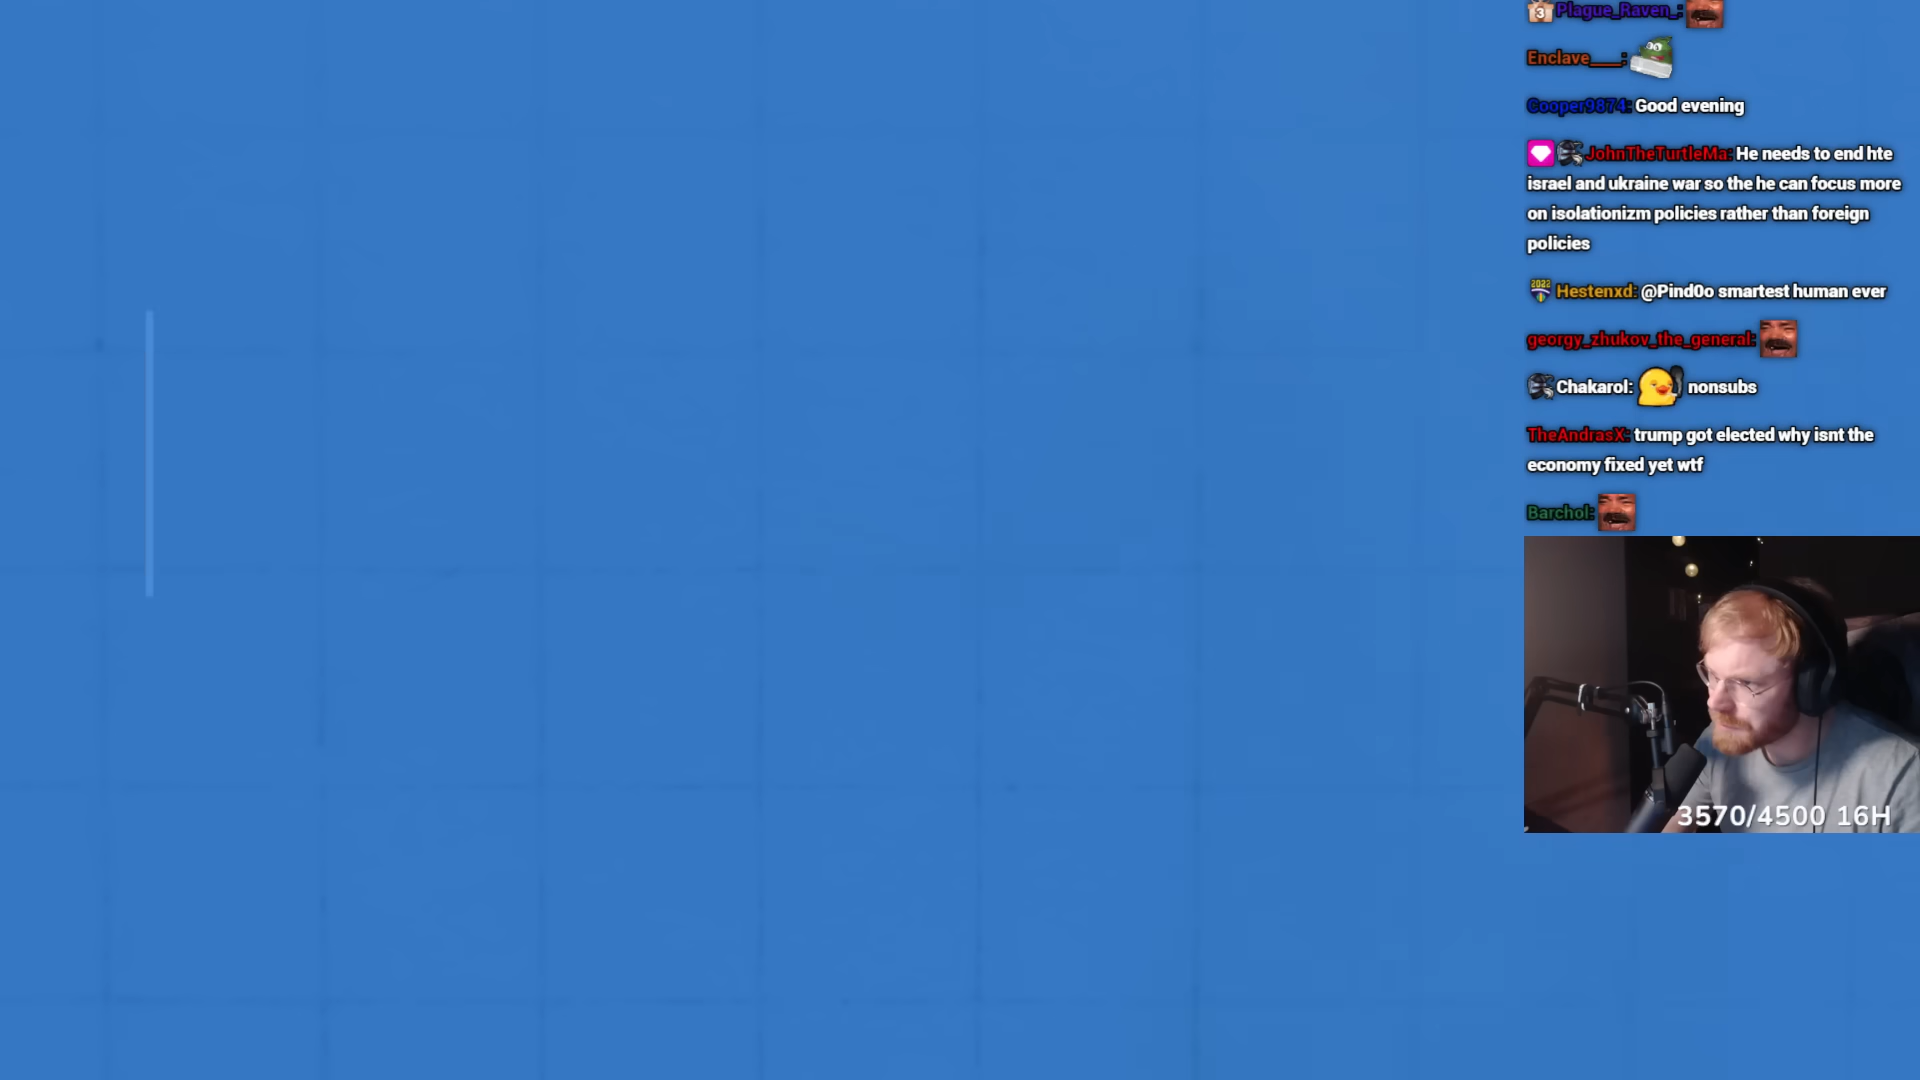 3 Plague_Raven_:
Enclave___:
Cooper9874: Good evening
JohnTheTurtleMa: He needs to end hte
israel and ukraine war so the he can focus more
on isolationizm policies rather than foreign
policies
2022 Hestenxd: @Pind0o smartest human ever
georgy_zhukov_the_general:
Chakarol: nonsubs
TheAndrasX: trump got elected why isnt the
economy fixed yet wtf
Barchol:
3570/4500 16H